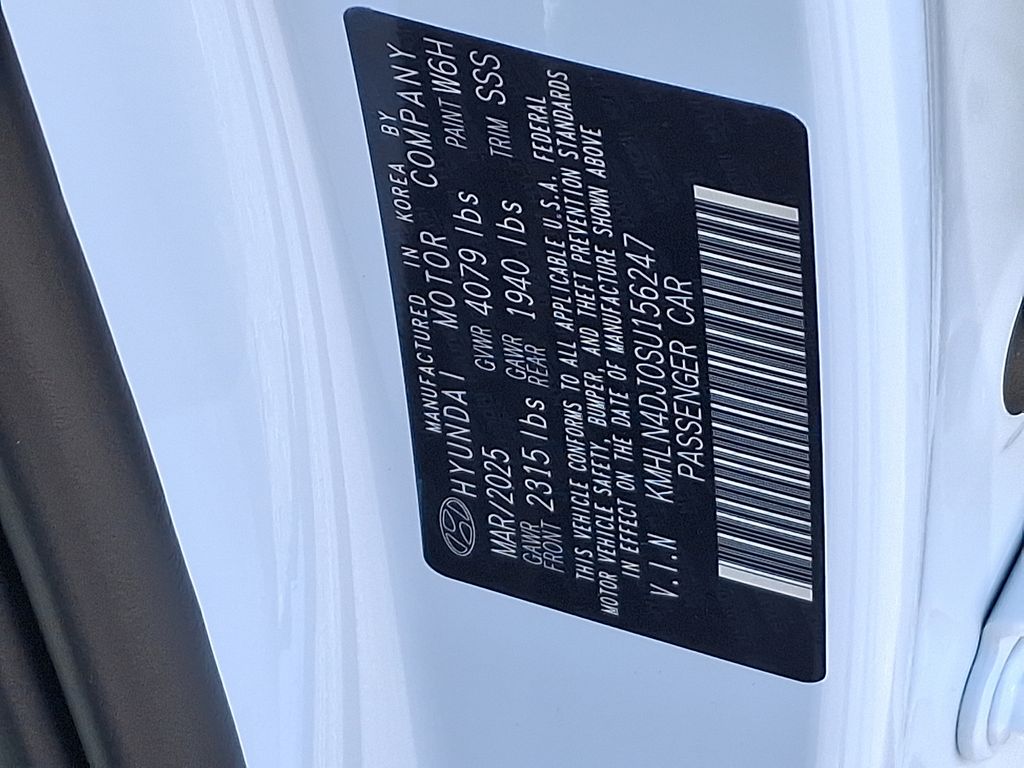 MANUFACTURED IN KOREA BY
HYUNDAI MOTOR COMPANY
MAR/2025 GVWR 4079 lbs PAINT W6H
GAWR FRONT 2315 lbs GAWR REAR 1940 lbs TRIM SSS
THIS VEHICLE CONFORMS TO ALL APPLICABLE U.S.A. FEDERAL
MOTOR VEHICLE SAFETY, BUMPER, AND THEFT PREVENTION STANDARDS
IN EFFECT ON THE DATE OF MANUFACTURE SHOWN ABOVE
V.I.N KMHLN4DJ0SU156247
PASSENGER CAR